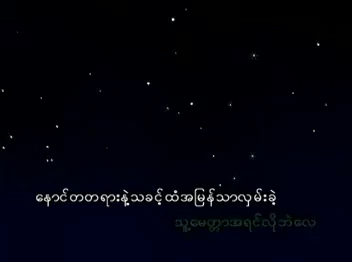 နောင်တတရားနဲ့သခင့်ထံအမြန်သာလှမ်းခဲ့
သူ့မေတ္တာအရင်လိုဘဲလေ